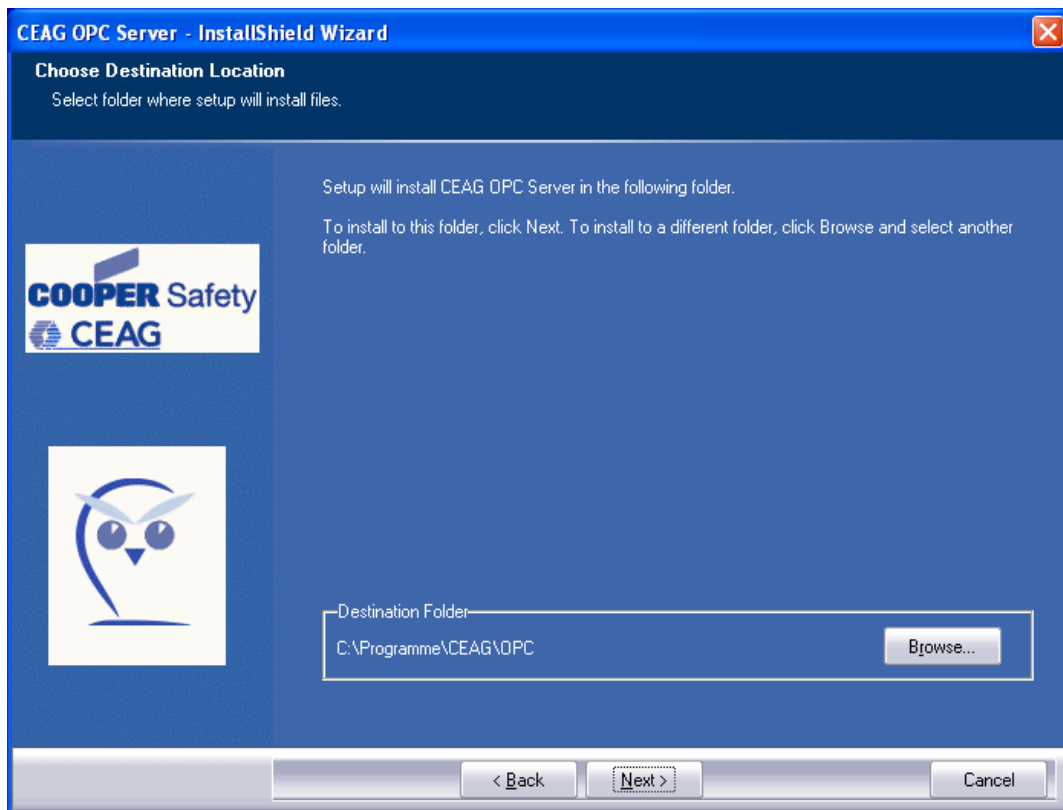 CEAG OPC Server - InstallShield Wizard
Choose Destination Location
Select folder where setup will install files.
Setup will install CEAG OPC Server in the following folder.
To install to this folder, click Next. To install to a different folder, click Browse and select another
folder.
COOPER Safety
CEAG
Destination Folder
C:\Programme\CEAG\OPC
Browse...
< Back
Next >
Cancel